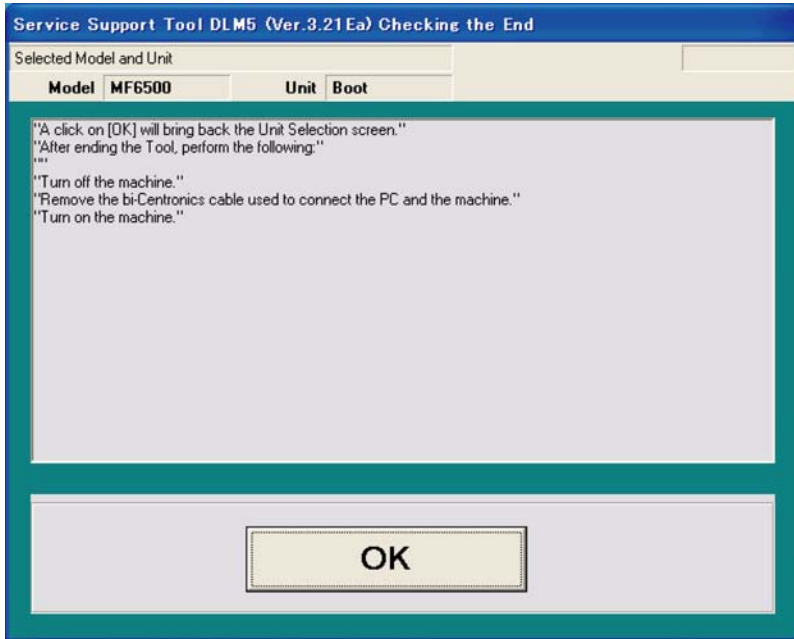 Service Support Tool DLM5 (Ver.3.21Ea) Checking the End
Selected Model and Unit
Model MF6500 Unit Boot
"A click on [OK] will bring back the Unit Selection screen."
"After ending the Tool, perform the following:"
""
"Turn off the machine."
"Remove the bi-Centronics cable used to connect the PC and the machine."
"Turn on the machine."
OK